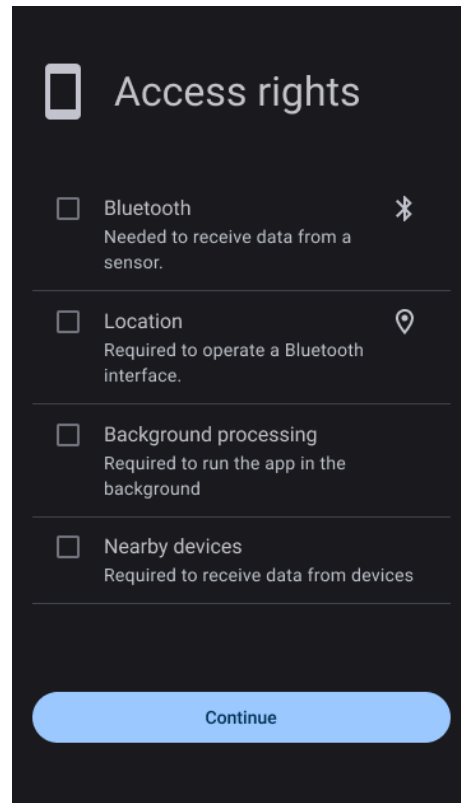 Access rights
Bluetooth
Needed to receive data from a
sensor.
Location
Required to operate a Bluetooth
interface.
Background processing
Required to run the app in the
background
Nearby devices
Required to receive data from devices
Continue